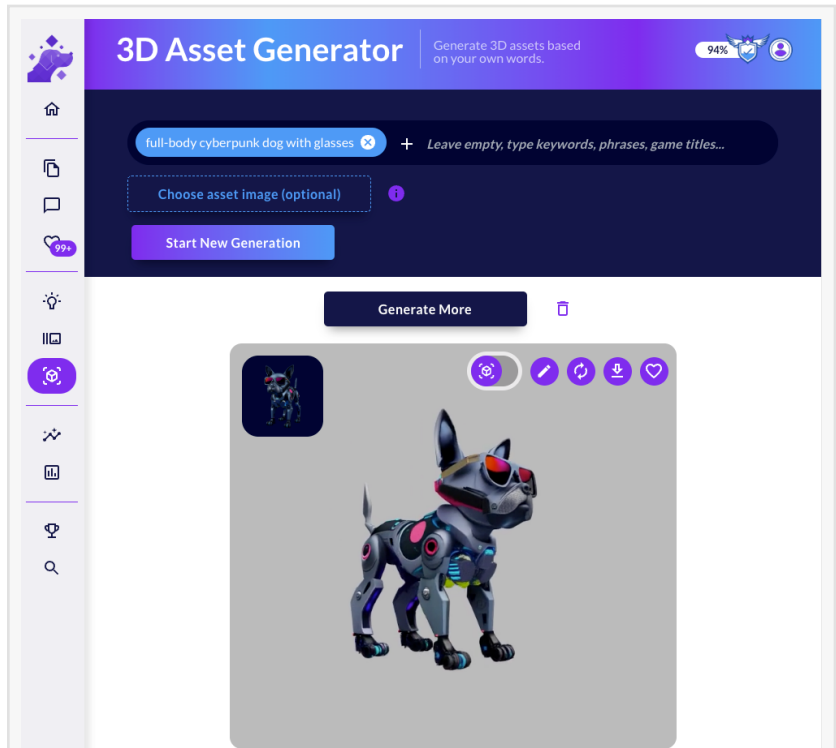 3D Asset Generator
Generate 3D assets based
on your own words.
94%
full-body cyberpunk dog with glasses
+ Leave empty, type keywords, phrases, game titles...
Choose asset image (optional)
i
Start New Generation
99+
Generate More